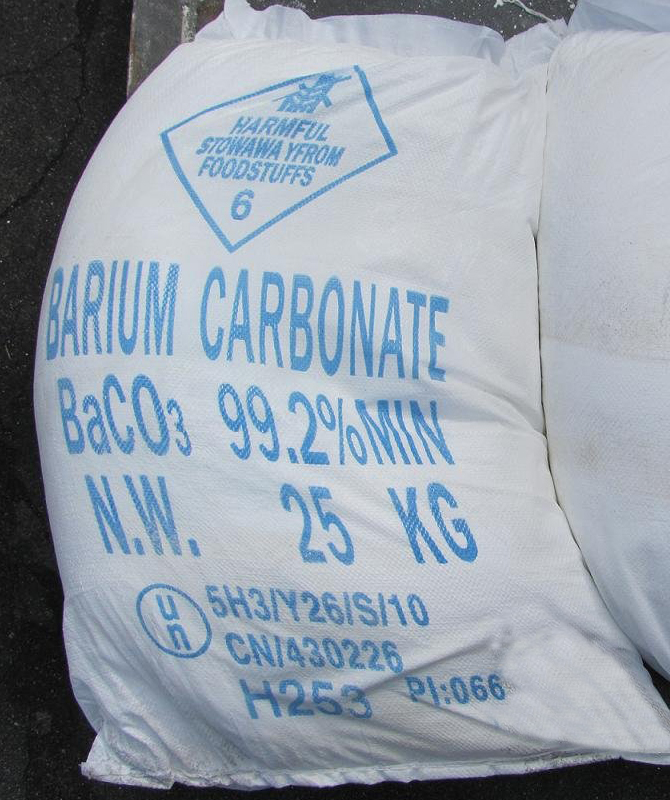 HARMFUL
STOWAWA YFROM
FOODSTUFFS
6
BARIUM CARBONATE
BaCO₃ 99.2%MIN
N.W. 25 KG
un 5H3/Y26/S/10
CN/430226
H253 PI:066